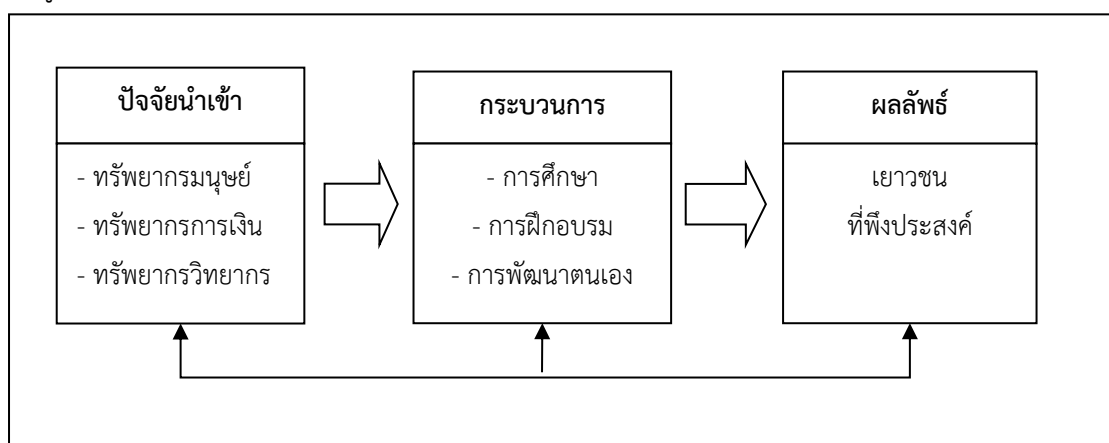 ปัจจัยนำเข้า
- ทรัพยากรมนุษย์
- ทรัพยากรการเงิน
- ทรัพยากรวิทยากร
กระบวนการ
- การศึกษา
- การฝึกอบรม
- การพัฒนาตนเอง
ผลลัพธ์
เยาวชน
ที่พึงประสงค์